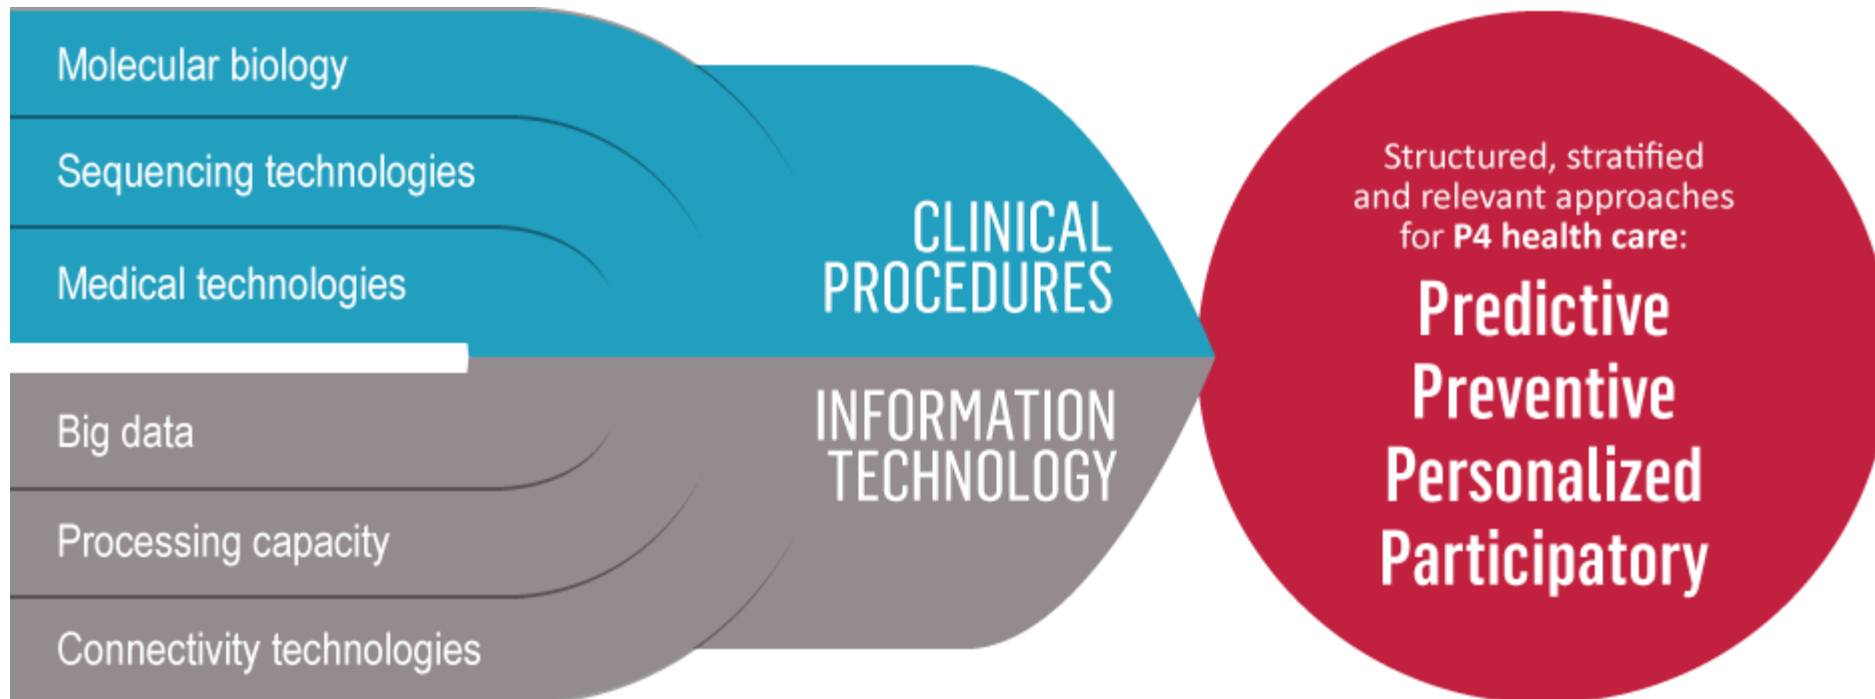 Molecular biology
Sequencing technologies
Medical technologies
CLINICAL
PROCEDURES
Big data
Processing capacity
Connectivity technologies
INFORMATION
TECHNOLOGY
Structured, stratified
and relevant approaches
for P4 health care:
Predictive
Preventive
Personalized
Participatory